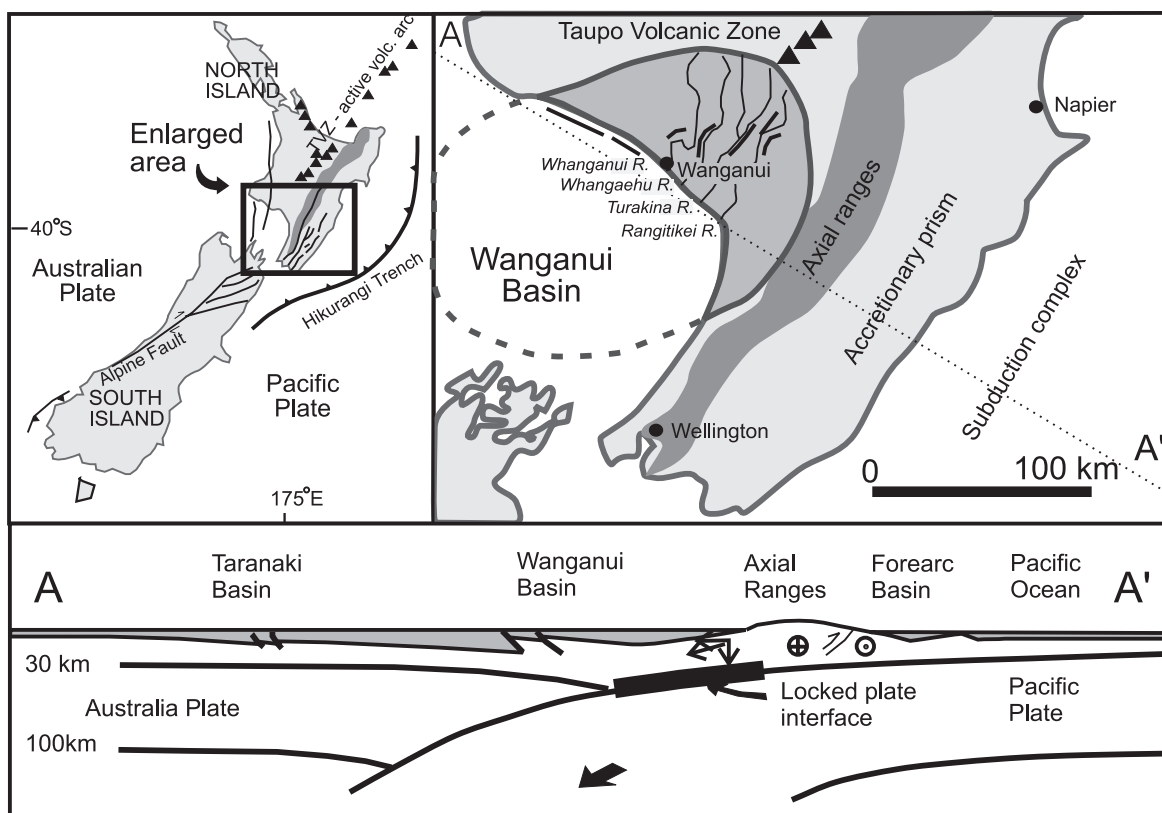 NORTH
ISLAND
TVZ - active volc. arc
Enlarged
area
40°S
Australian
Plate
Hikurangi Trench
Alpine Fault
Pacific
Plate
SOUTH
ISLAND
175°E
A
Taupo Volcanic Zone
Napier
Whanganui R.
Wanganui
Whangaehu R.
Turakina R.
Rangitikei R.
Wanganui
Basin
Axial ranges
Accretionary prism
Subduction complex
Wellington
A'
0
100 km
A
Taranaki
Basin
Wanganui
Basin
Axial
Ranges
Forearc
Basin
Pacific
Ocean
A'
30 km
Australia Plate
Locked plate
interface
Pacific
Plate
100km